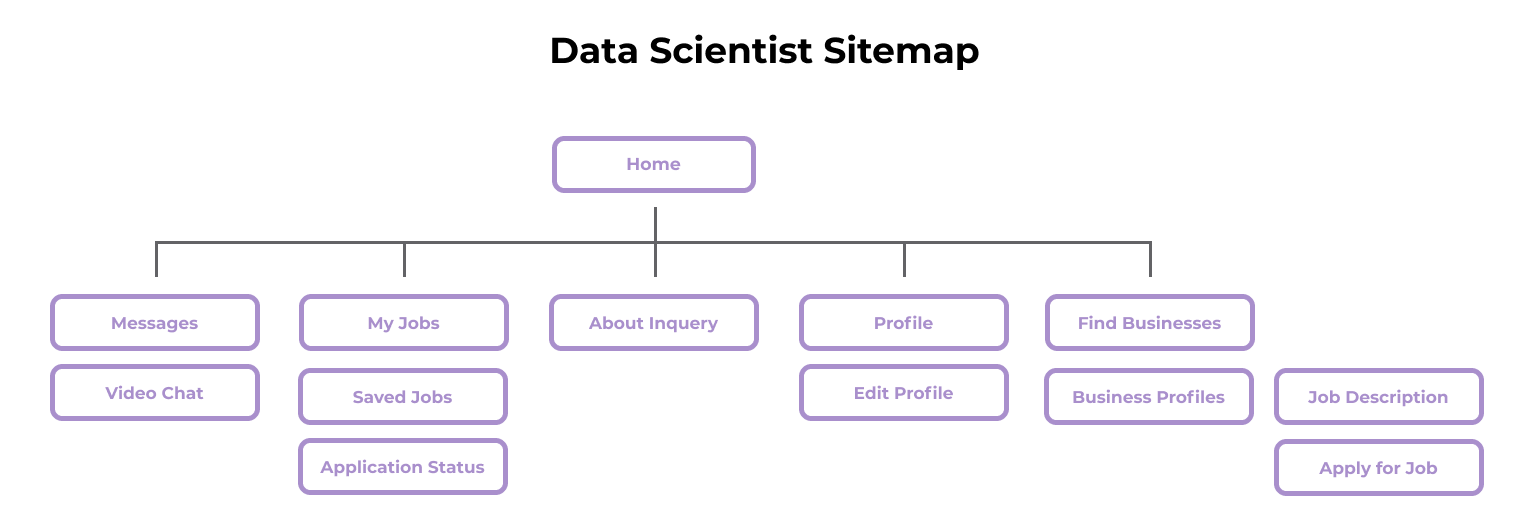 Data Scientist Sitemap
Home
Messages
My Jobs
About Inquery
Profile
Find Businesses
Video Chat
Saved Jobs
Edit Profile
Business Profiles
Job Description
Application Status
Apply for Job